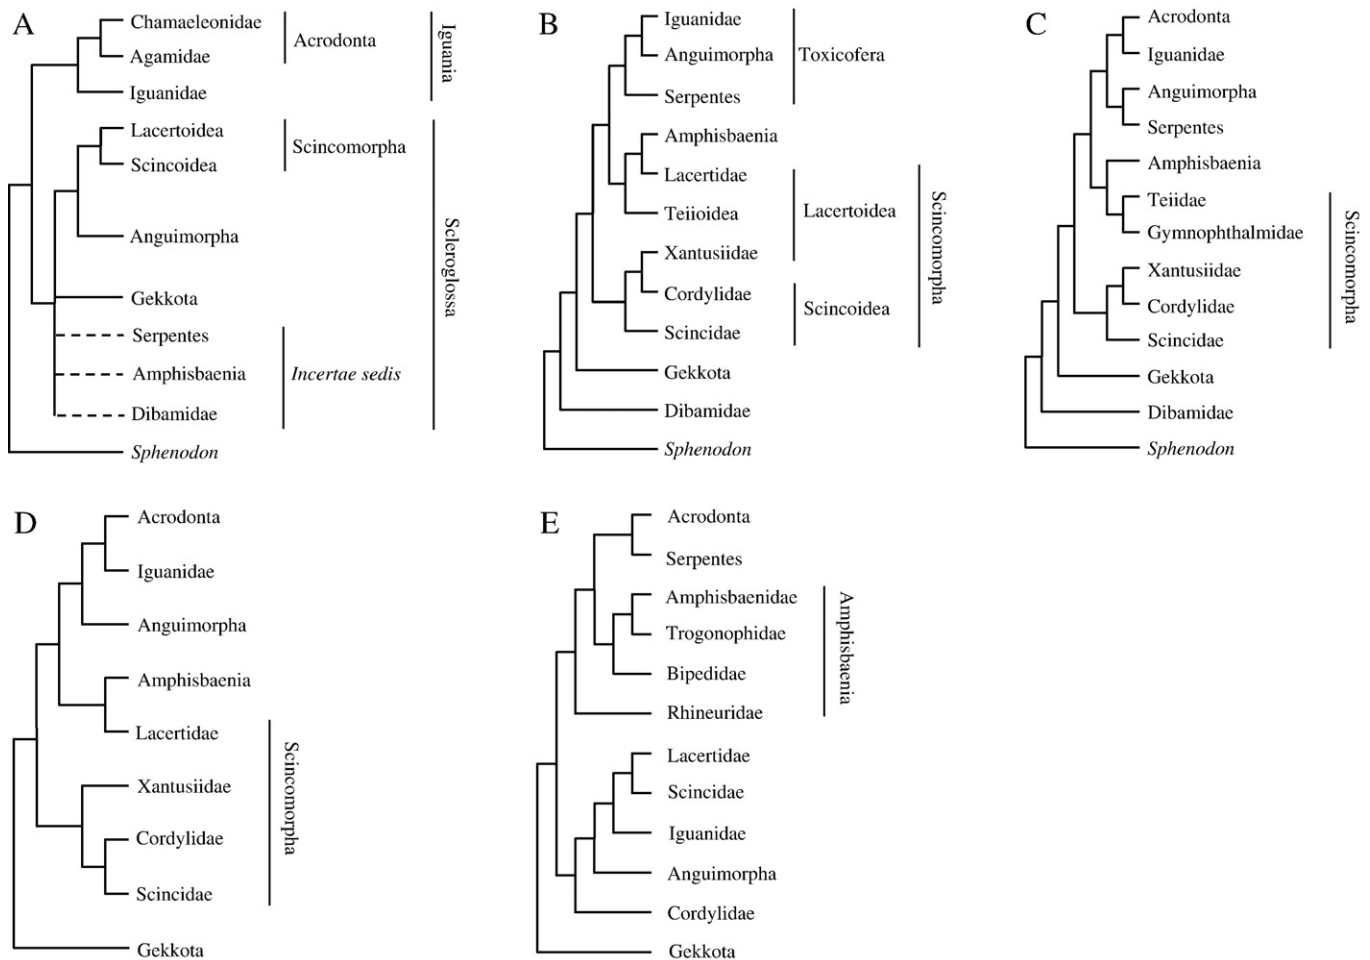 A
Chamaeleonidae
Agamidae
Iguanidae
Lacertoidea
Scincoidea
Anguimorpha
Gekkota
Serpentes
Amphisbaenia
Dibamidae
Sphenodon
Acrodonta
Scincomorpha
Incertae sedis
Iguania
Scleroglossa
B
Iguanidae
Anguimorpha
Serpentes
Amphisbaenia
Lacertidae
Teiioidea
Xantusiidae
Cordylidae
Scincidae
Gekkota
Dibamidae
Sphenodon
Toxicofera
Lacertoidea
Scincoidea
Scincomorpha
C
Acrodonta
Iguanidae
Anguimorpha
Serpentes
Amphisbaenia
Teiidae
Gymnophthalmidae
Xantusiidae
Cordylidae
Scincidae
Gekkota
Dibamidae
Sphenodon
Scincomorpha
D
Acrodonta
Iguanidae
Anguimorpha
Amphisbaenia
Lacertidae
Xantusiidae
Cordylidae
Scincidae
Gekkota
Scincomorpha
E
Acrodonta
Serpentes
Amphisbaenidae
Trogonophidae
Bipedidae
Rhineuridae
Lacertidae
Scincidae
Iguanidae
Anguimorpha
Cordylidae
Gekkota
Amphisbaenia